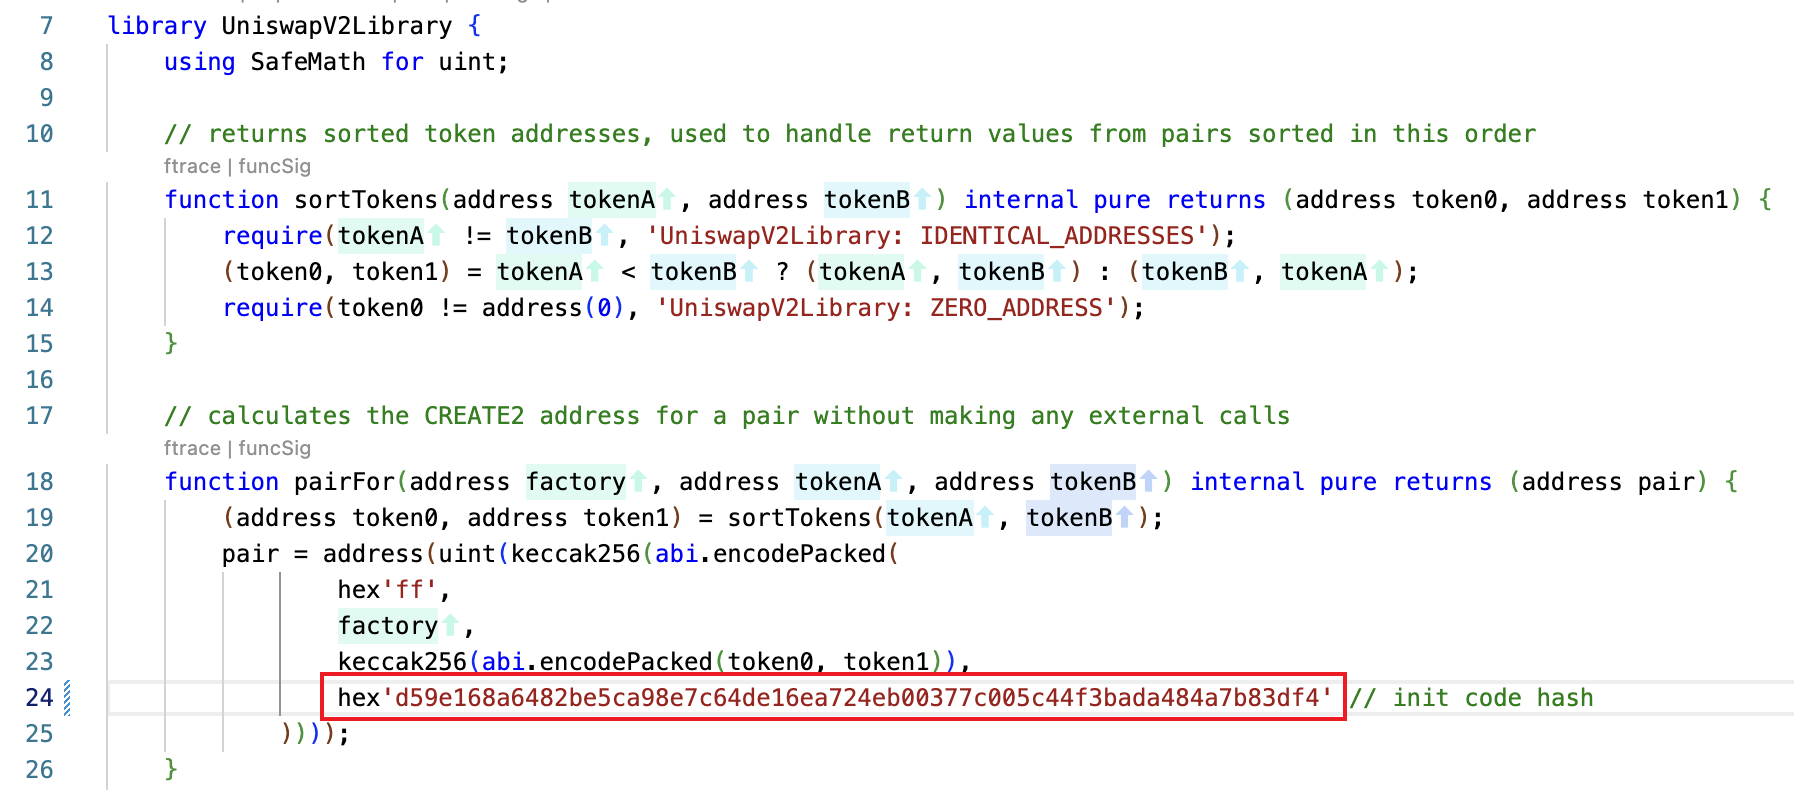 7 library UniswapV2Library {
8 using SafeMath for uint;
9
10 // returns sorted token addresses, used to handle return values from pairs sorted in this order
ftrace | funcSig
11 function sortTokens(address tokenA⬆, address tokenB⬆) internal pure returns (address token0, address token1) {
12 require(tokenA⬆ != tokenB⬆, 'UniswapV2Library: IDENTICAL_ADDRESSES');
13 (token0, token1) = tokenA⬆ < tokenB⬆ ? (tokenA⬆, tokenB⬆) : (tokenB⬆, tokenA⬆);
14 require(token0 != address(0), 'UniswapV2Library: ZERO_ADDRESS');
15 }
16
17 // calculates the CREATE2 address for a pair without making any external calls
ftrace | funcSig
18 function pairFor(address factory⬆, address tokenA⬆, address tokenB⬆) internal pure returns (address pair) {
19 (address token0, address token1) = sortTokens(tokenA⬆, tokenB⬆);
20 pair = address(uint(keccak256(abi.encodePacked(
21 hex'ff',
22 factory⬆,
23 keccak256(abi.encodePacked(token0, token1)),
24 hex'd59e168a6482be5ca98e7c64de16ea724eb00377c005c44f3bada484a7b83df4' // init code hash
25 ))));
26 }